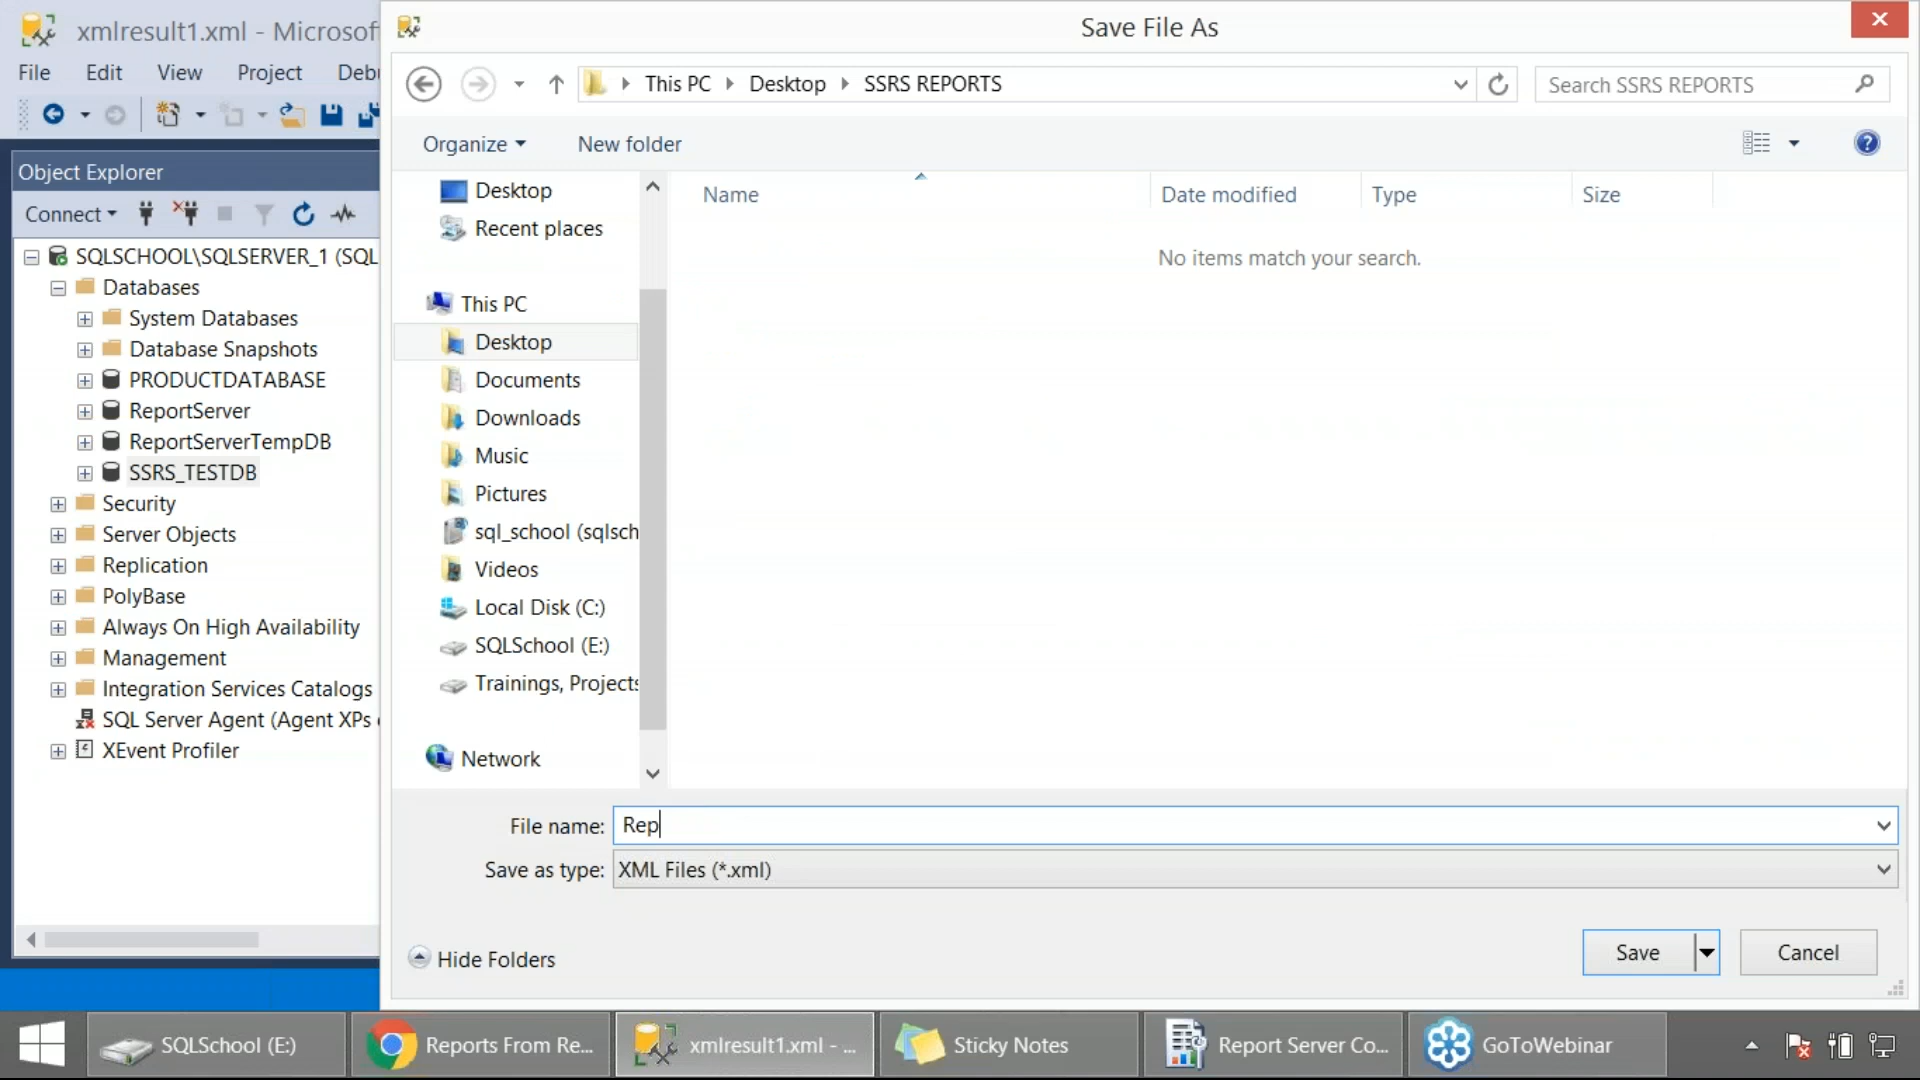 xmlresult1.xml - Microsof
File Edit View Project Debu
Object Explorer
Connect
SQLSCHOOL\SQLSERVER_1 (SQL
Databases
System Databases
Database Snapshots
PRODUCTDATABASE
ReportServer
ReportServerTempDB
SSRS_TESTDB
Security
Server Objects
Replication
PolyBase
Always On High Availability
Management
Integration Services Catalogs
SQL Server Agent (Agent XPs
XEvent Profiler
Save File As
This PC Desktop SSRS REPORTS
Search SSRS REPORTS
Organize New folder
Desktop
Recent places
This PC
Desktop
Documents
Downloads
Music
Pictures
sql_school (sqlsch
Videos
Local Disk (C:)
SQLSchool (E:)
Trainings, Projects
Network
Name Date modified Type Size
No items match your search.
File name: Rep
Save as type: XML Files (*.xml)
Hide Folders
Save Cancel
SQLSchool (E:) Reports From Re... xmlresult1.xml - ... Sticky Notes Report Server Co... GoToWebinar